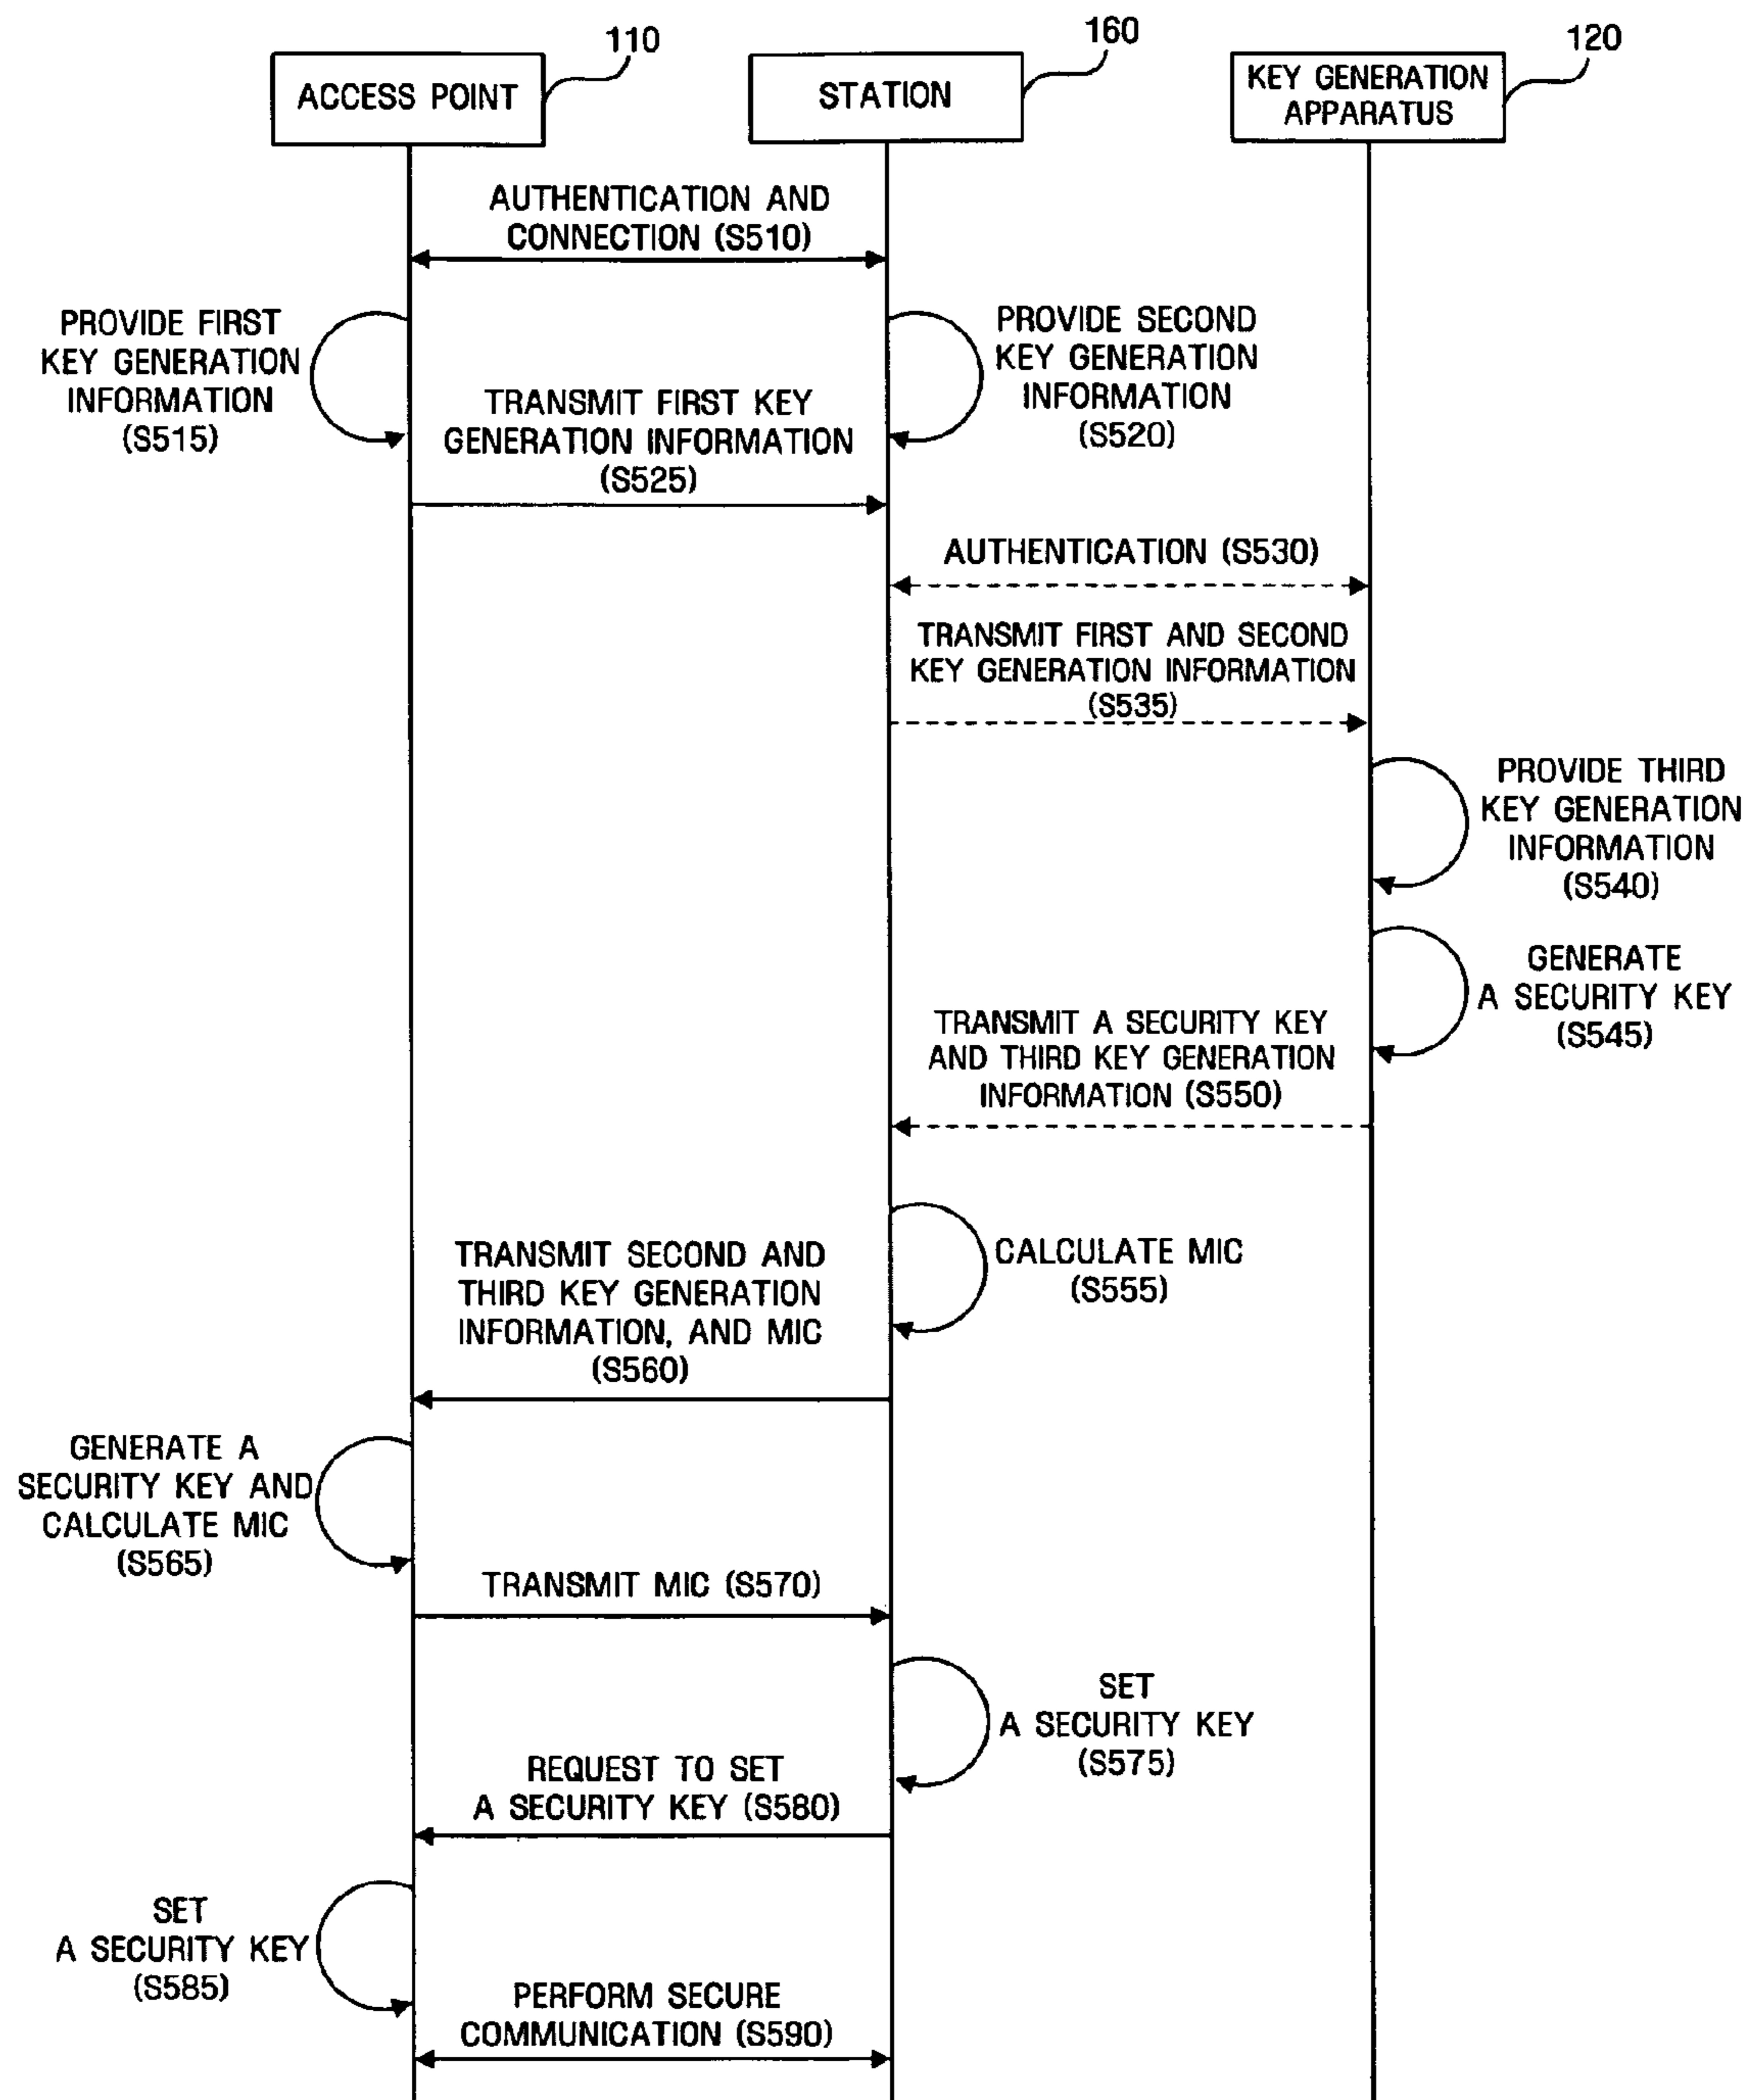 110
160
120
ACCESS POINT
STATION
KEY GENERATION
APPARATUS
AUTHENTICATION AND
CONNECTION (S510)
PROVIDE FIRST
KEY GENERATION
INFORMATION
(S515)
PROVIDE SECOND
KEY GENERATION
INFORMATION
(S520)
TRANSMIT FIRST KEY
GENERATION INFORMATION
(S525)
AUTHENTICATION (S530)
TRANSMIT FIRST AND SECOND
KEY GENERATION INFORMATION
(S535)
PROVIDE THIRD
KEY GENERATION
INFORMATION
(S540)
GENERATE
A SECURITY KEY
(S545)
TRANSMIT A SECURITY KEY
AND THIRD KEY GENERATION
INFORMATION (S550)
CALCULATE MIC
(S555)
TRANSMIT SECOND AND
THIRD KEY GENERATION
INFORMATION, AND MIC
(S560)
GENERATE A
SECURITY KEY AND
CALCULATE MIC
(S565)
TRANSMIT MIC (S570)
SET
A SECURITY KEY
(S575)
REQUEST TO SET
A SECURITY KEY (S580)
SET
A SECURITY KEY
(S585)
PERFORM SECURE
COMMUNICATION (S590)